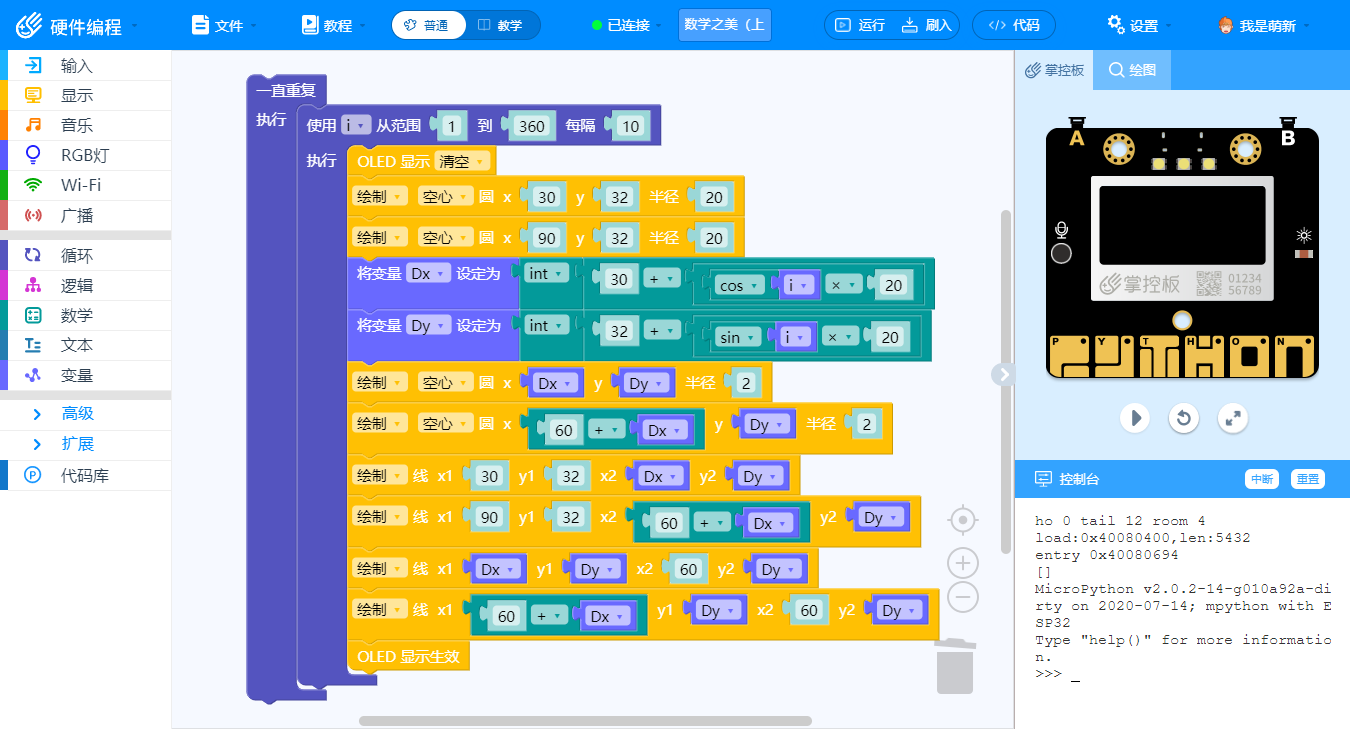 硬件编程 文件 教程 普通 教学 已连接 数学之美（上 运行 刷入 </> 代码 设置 我是萌新
输入
显示
音乐
RGB灯
Wi-Fi
广播
循环
逻辑
数学
文本
变量
高级
扩展
代码库
一直重复
执行 使用 i 从范围 1 到 360 每隔 10
执行 OLED 显示 清空
绘制 空心 圆 x 30 y 32 半径 20
绘制 空心 圆 x 90 y 32 半径 20
将变量 Dx 设定为 int 30 + cos i × 20
将变量 Dy 设定为 int 32 + sin i × 20
绘制 空心 圆 x Dx y Dy 半径 2
绘制 空心 圆 x 60 + Dx y Dy 半径 2
绘制 线 x1 30 y1 32 x2 Dx y2 Dy
绘制 线 x1 90 y1 32 x2 60 + Dx y2 Dy
绘制 线 x1 Dx y1 Dy x2 60 y2 Dy
绘制 线 x1 60 + Dx y1 Dy x2 60 y2 Dy
OLED 显示生效
掌控板 绘图
A B
掌控板 01234
56789
P Y T H O N
PYTHON
控制台 中断 重置
ho 0 tail 12 room 4
load:0x40080400,len:5432
entry 0x40080694
[]
MicroPython v2.0.2-14-g010a92a-di
rty on 2020-07-14; mpython with E
SP32
Type "help()" for more informatio
n.
>>> _